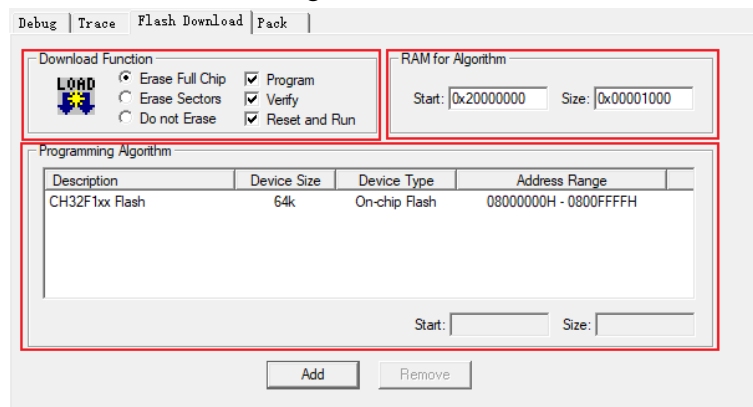 Debug Trace Flash Download Pack
Download Function
LOAD
Erase Full Chip
Erase Sectors
Do not Erase
Program
Verify
Reset and Run
RAM for Algorithm
Start: 0x20000000 Size: 0x00001000
Programming Algorithm
Description Device Size Device Type Address Range
CH32F1xx Flash 64k On-chip Flash 08000000H - 0800FFFFH
Start: Size:
Add Remove